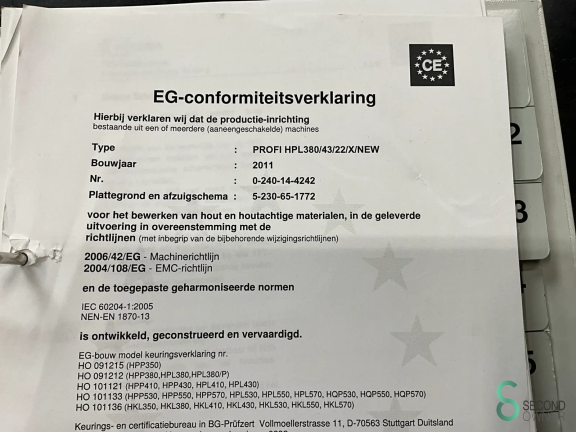 CE
EG-conformiteitsverklaring
Hierbij verklaren wij dat de productie-inrichting
bestaande uit een of meerdere (aaneengeschakelde) machines
Type : PROFI HPL380/43/22/X/NEW
Bouwjaar : 2011
Nr. : 0-240-14-4242
Plattegrond en afzuigschema : 5-230-65-1772
voor het bewerken van hout en houtachtige materialen, in de geleverde
uitvoering in overeenstemming met de
richtlijnen (met inbegrip van de bijbehorende wijzigingsrichtlijnen)
2006/42/EG - Machinerichtlijn
2004/108/EG - EMC-richtlijn
en de toegepaste geharmoniseerde normen
IEC 60204-1:2005
NEN-EN 1870-13
is ontwikkeld, geconstrueerd en vervaardigd.
EG-bouw model keuringsverklaring nr.
HO 091215 (HPP350)
HO 091212 (HPP380,HPL380,HPL380/P)
HO 101121 (HPP410, HPP430, HPL410, HPL430)
HO 101133 (HPP530, HPP550, HPP570, HPL530, HPL550, HPL570, HQP530, HQP550, HQP570)
HO 101136 (HKL350, HKL380, HKL410, HKL430, HKL530, HKL550, HKL570)
Keurings- en certificatiebureau in BG-Prüfzert Vollmoellerstrasse 11, D-70563 Stuttgart Duitsland
2
3
5
SECOND